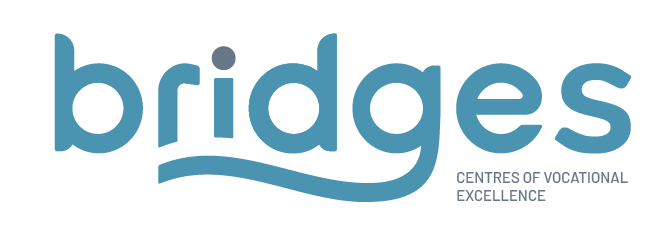 bridges
CENTRES OF VOCATIONAL
EXCELLENCE